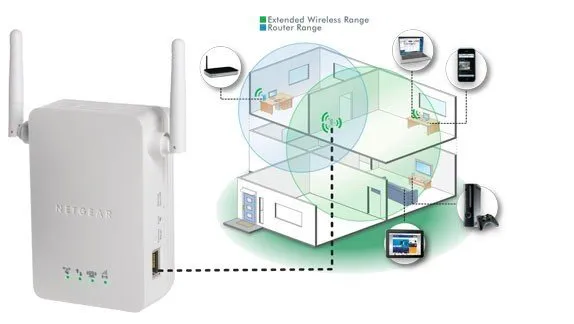 Extended Wireless Range
Router Range
NETGEAR